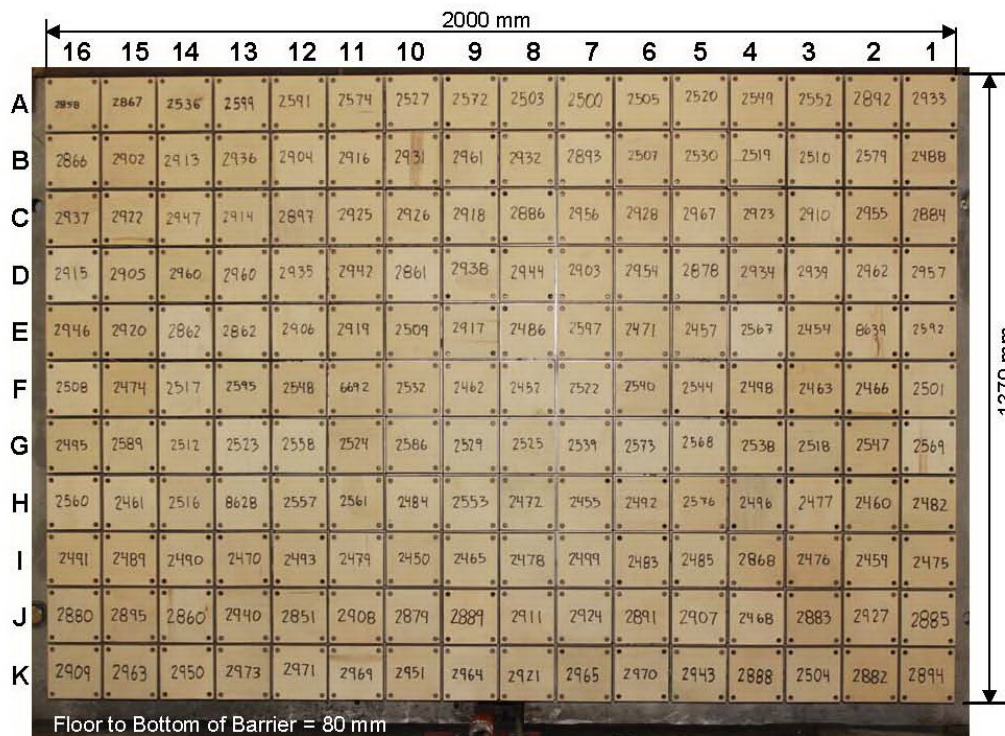 2000 mm
16 15 14 13 12 11 10 9 8 7 6 5 4 3 2 1
A 2858 2867 2536 2599 2591 2574 2527 2572 2503 2500 2505 2520 2549 2552 2892 2933
B 2866 2902 2913 2936 2904 2916 2931 2961 2932 2893 2507 2530 2519 2510 2579 2488
C 2937 2922 2947 2914 2897 2925 2926 2918 2886 2956 2928 2967 2923 2910 2955 2884
D 2915 2905 2960 2960 2935 2942 2861 2938 2944 2903 2954 2878 2934 2939 2962 2957
E 2946 2920 2862 2862 2906 2919 2509 2917 2486 2597 2471 2457 2567 2454 8639 2592
F 2508 2474 2517 2595 2548 6692 2532 2462 2452 2522 2540 2544 2498 2463 2466 2501
G 2495 2589 2512 2523 2558 2524 2586 2529 2525 2539 2573 2568 2538 2518 2547 2569
H 2560 2461 2516 8628 2557 2561 2484 2553 2472 2455 2492 2576 2496 2477 2460 2482
I 2491 2489 2490 2470 2493 2479 2450 2465 2478 2499 2483 2485 2868 2476 2459 2475
J 2880 2895 2860 2940 2851 2908 2879 2889 2911 2924 2891 2907 2468 2883 2927 2885
K 2909 2963 2950 2973 2971 2969 2951 2964 2921 2965 2970 2943 2888 2504 2882 2894
1370 mm
Floor to Bottom of Barrier = 80 mm